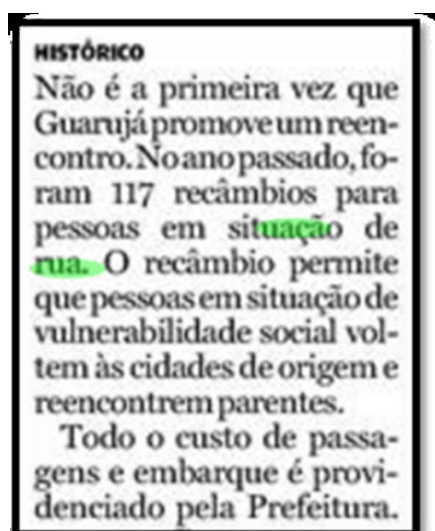 HISTÓRICO
Não é a primeira vez que
Guarujá promove um reen-
contro. No ano passado, fo-
ram 117 recâmbios para
pessoas em situação de
rua. O recâmbio permite
que pessoas em situação de
vulnerabilidade social vol-
tem às cidades de origem e
reencontrem parentes.
Todo o custo de passa-
gens e embarque é provi-
denciado pela Prefeitura.